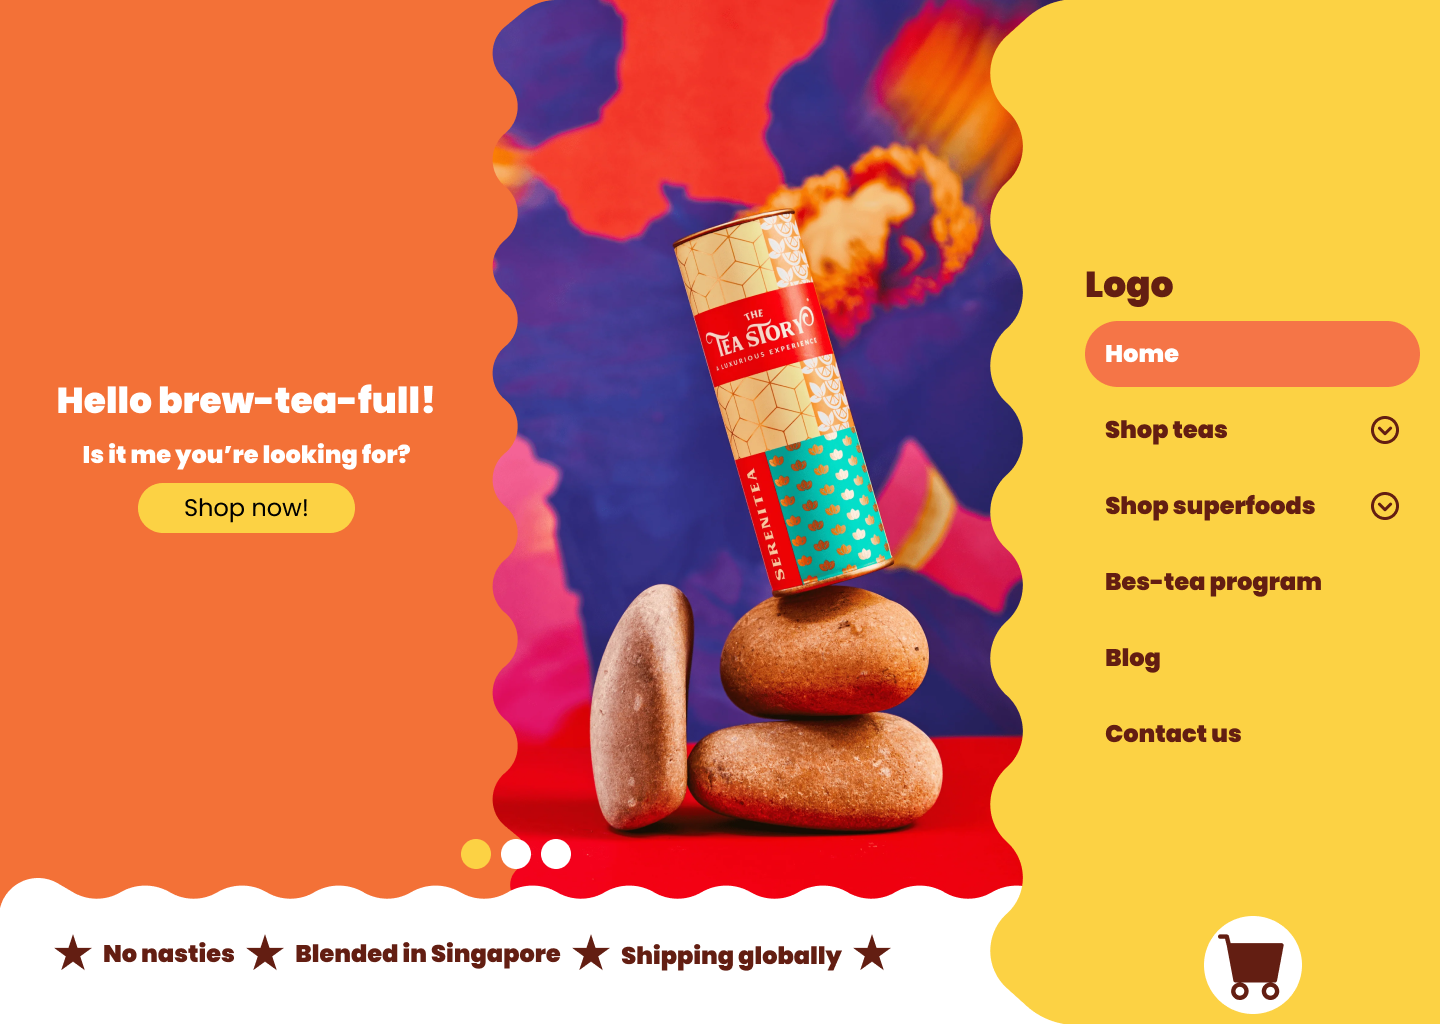 Hello brew-tea-full!
Is it me you’re looking for?
Shop now!
THE
TEA STORY
A LUXURIOUS EXPERIENCE
SERENITEA
Logo
Home
Shop teas
Shop superfoods
Bes-tea program
Blog
Contact us
No nasties
Blended in Singapore
Shipping globally